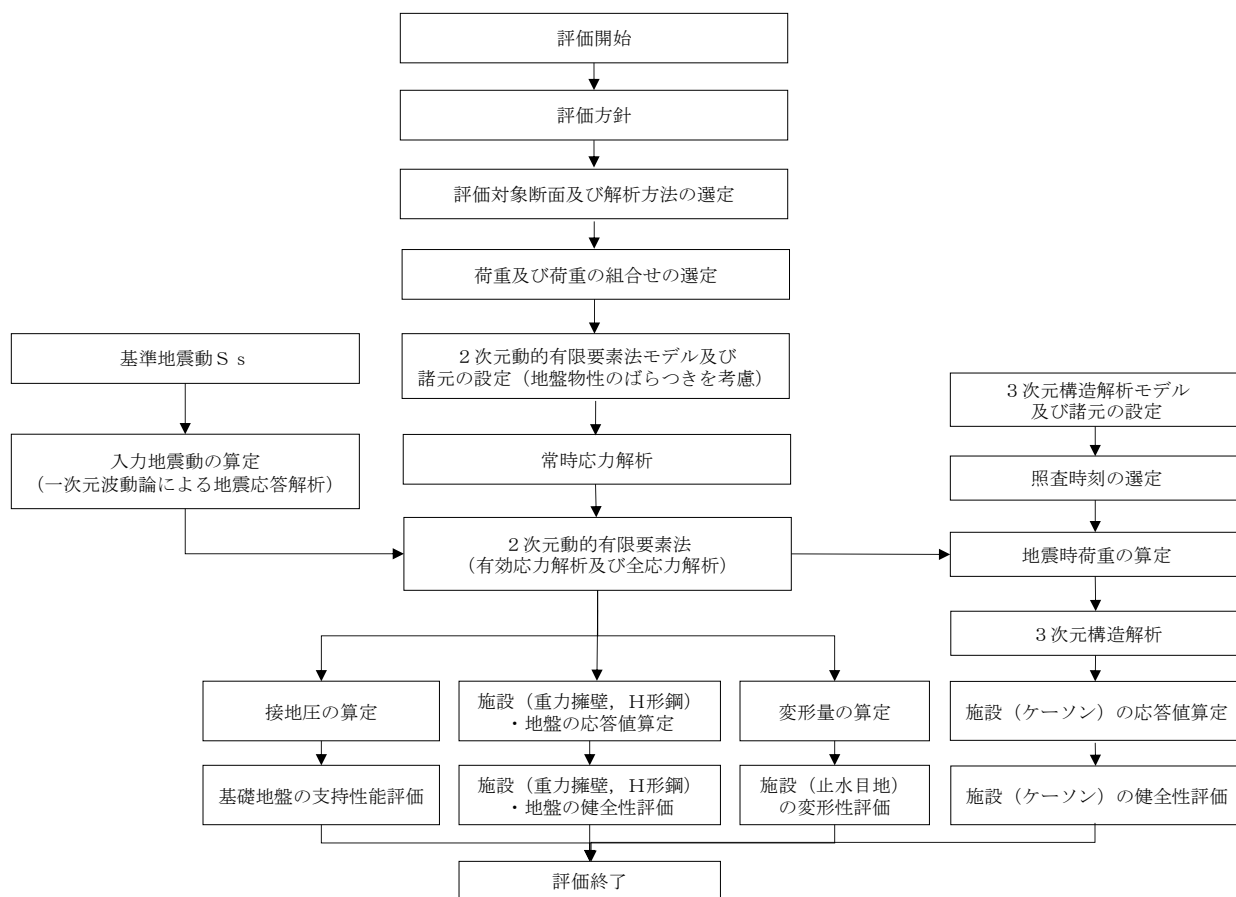 評価開始
評価方針
評価対象断面及び解析方法の選定
荷重及び荷重の組合せの選定
基準地震動Ｓｓ
２次元動的有限要素法モデル及び
諸元の設定（地盤物性のばらつきを考慮）
３次元構造解析モデル
及び諸元の設定
入力地震動の算定
（一次元波動論による地震応答解析）
常時応力解析
照査時刻の選定
２次元動的有限要素法
（有効応力解析及び全応力解析）
地震時荷重の算定
３次元構造解析
接地圧の算定
施設（重力擁壁，Ｈ形鋼）
・地盤の応答値算定
変形量の算定
施設（ケーソン）の応答値算定
基礎地盤の支持性能評価
施設（重力擁壁，Ｈ形鋼）
・地盤の健全性評価
施設（止水目地）
の変形性評価
施設（ケーソン）の健全性評価
評価終了